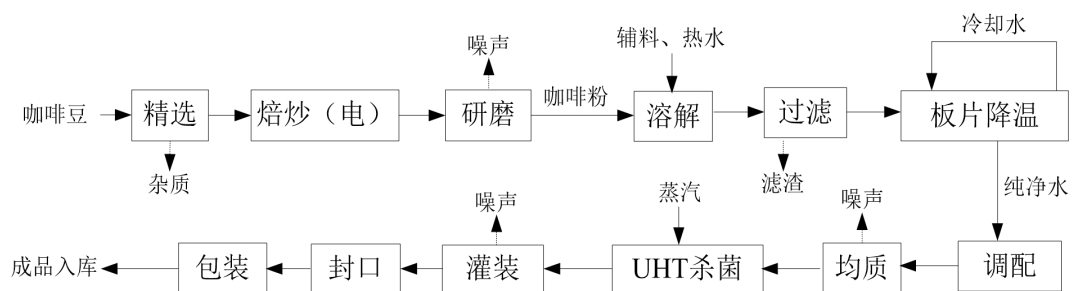 冷却水
噪声
辅料、热水
咖啡豆
精选
焙炒（电）
研磨
咖啡粉
溶解
过滤
板片降温
杂质
滤渣
纯净水
噪声
蒸汽
噪声
成品入库
包装
封口
灌装
UHT杀菌
均质
调配